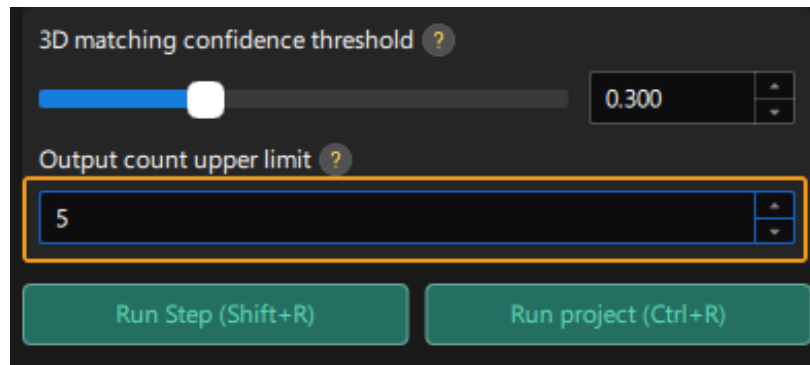 3D matching confidence threshold ?
0.300
Output count upper limit ?
5
Run Step (Shift+R) Run project (Ctrl+R)